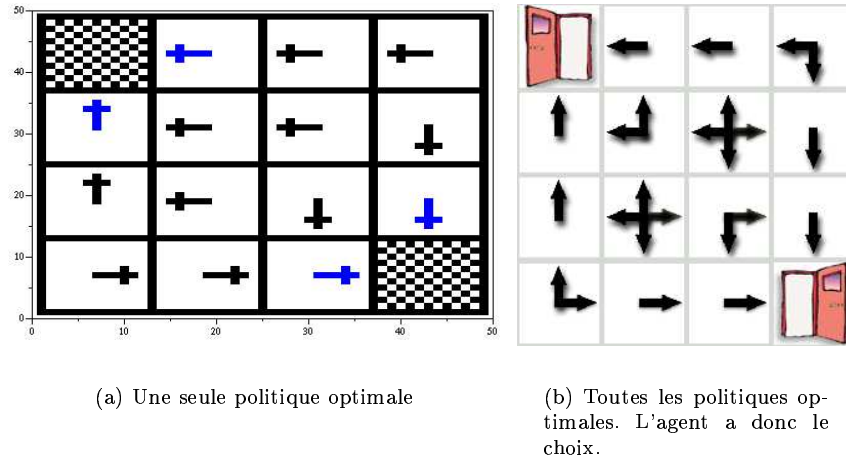 50
40
30
20
10
0
0 10 20 30 40 50
(a) Une seule politique optimale
(b) Toutes les politiques op-
timales. L'agent a donc le
choix.